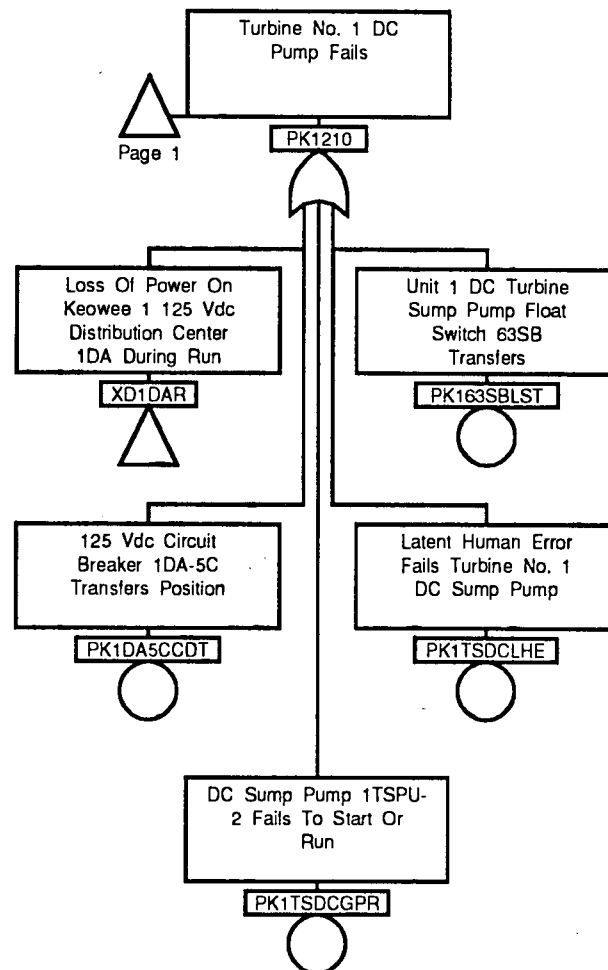 Turbine No. 1 DC
Pump Fails
Page 1
PK1210
Loss Of Power On
Keowee 1 125 Vdc
Distribution Center
1DA During Run
XD1DAR
Unit 1 DC Turbine
Sump Pump Float
Switch 63SB
Transfers
PK163SBLST
125 Vdc Circuit
Breaker 1DA-5C
Transfers Position
PK1DA5CCDT
Latent Human Error
Fails Turbine No. 1
DC Sump Pump
PK1TSDCLHE
DC Sump Pump 1TSPU-
2 Fails To Start Or
Run
PK1TSDCGPR